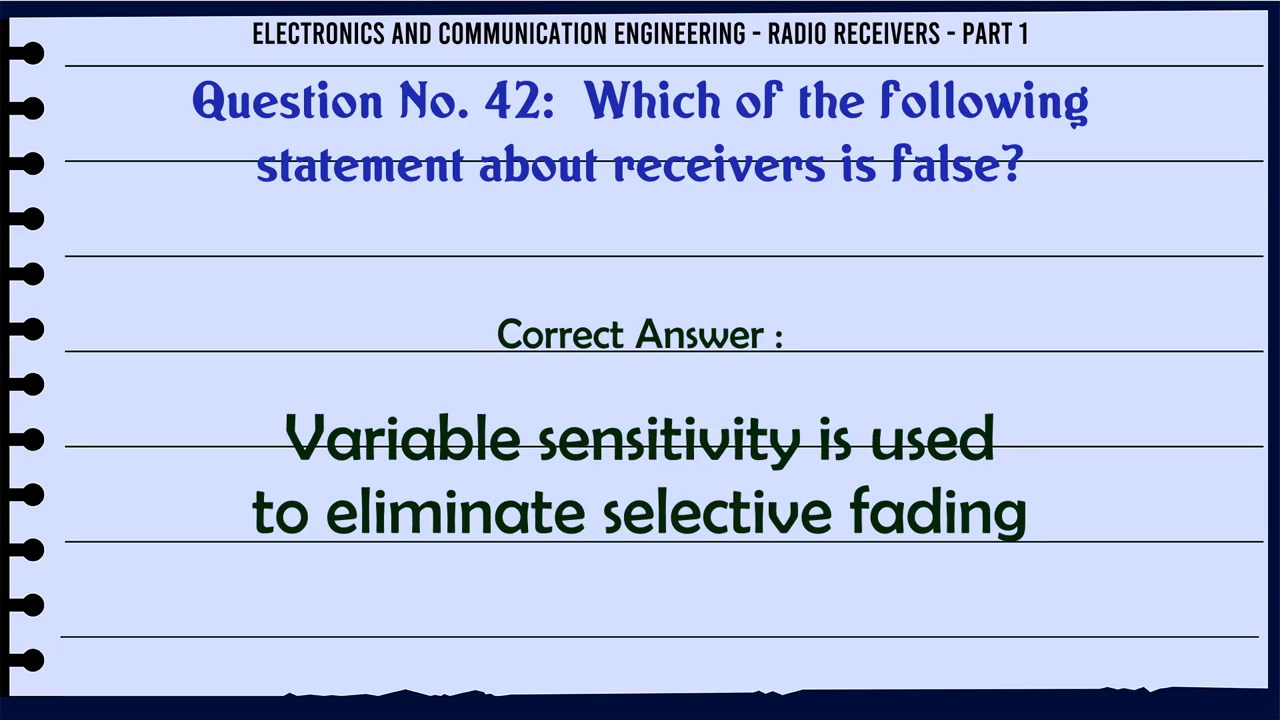 ELECTRONICS AND COMMUNICATION ENGINEERING - RADIO RECEIVERS - PART 1
Question No. 42: Which of the following
statement about receivers is false?
Correct Answer :
Variable sensitivity is used
to eliminate selective fading